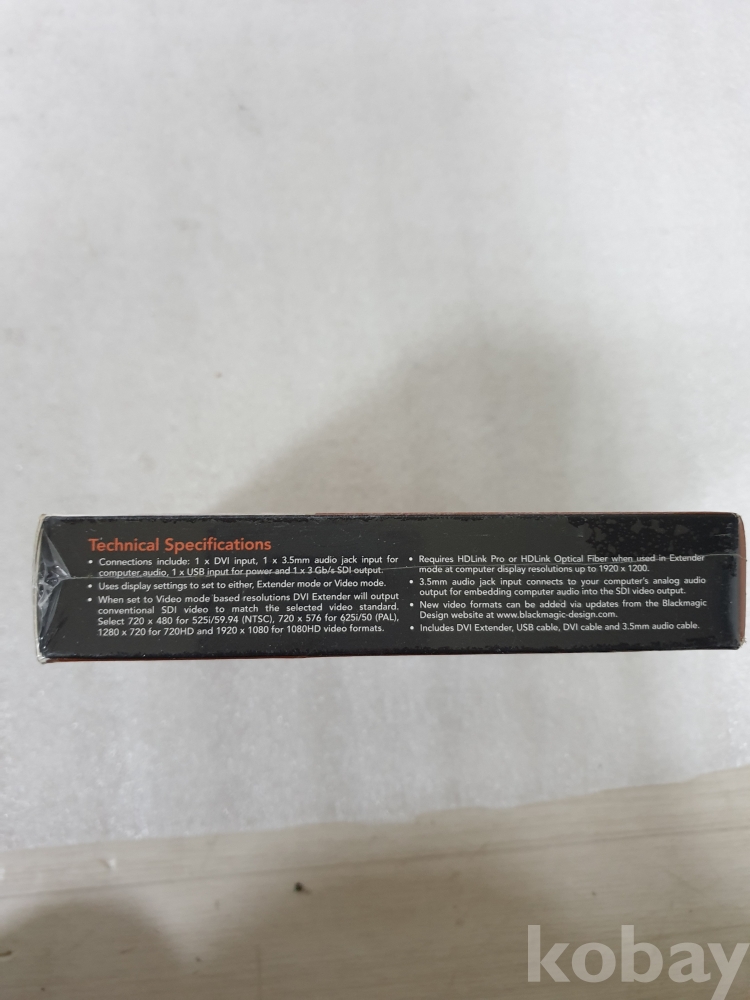 Technical Specifications
• Connections include: 1 x DVI input, 1 x 3.5mm audio jack input for
computer audio, 1 x USB input for power and 1 x 3 Gb/s SDI output.
• Uses display settings to set to either, Extender mode or Video mode.
• When set to Video mode based resolutions DVI Extender will output
conventional SDI video to match the selected video standard.
Select 720 x 480 for 525i/59.94 (NTSC), 720 x 576 for 625i/50 (PAL),
1280 x 720 for 720HD and 1920 x 1080 for 1080HD video formats.
• Requires HDLink Pro or HDLink Optical Fiber when used in Extender
mode at computer display resolutions up to 1920 x 1200.
• 3.5mm audio jack input connects to your computer's analog audio
output for embedding computer audio into the SDI video output.
• New video formats can be added via updates from the Blackmagic
Design website at www.blackmagic-design.com.
• Includes DVI Extender, USB cable, DVI cable and 3.5mm audio cable.
kobay